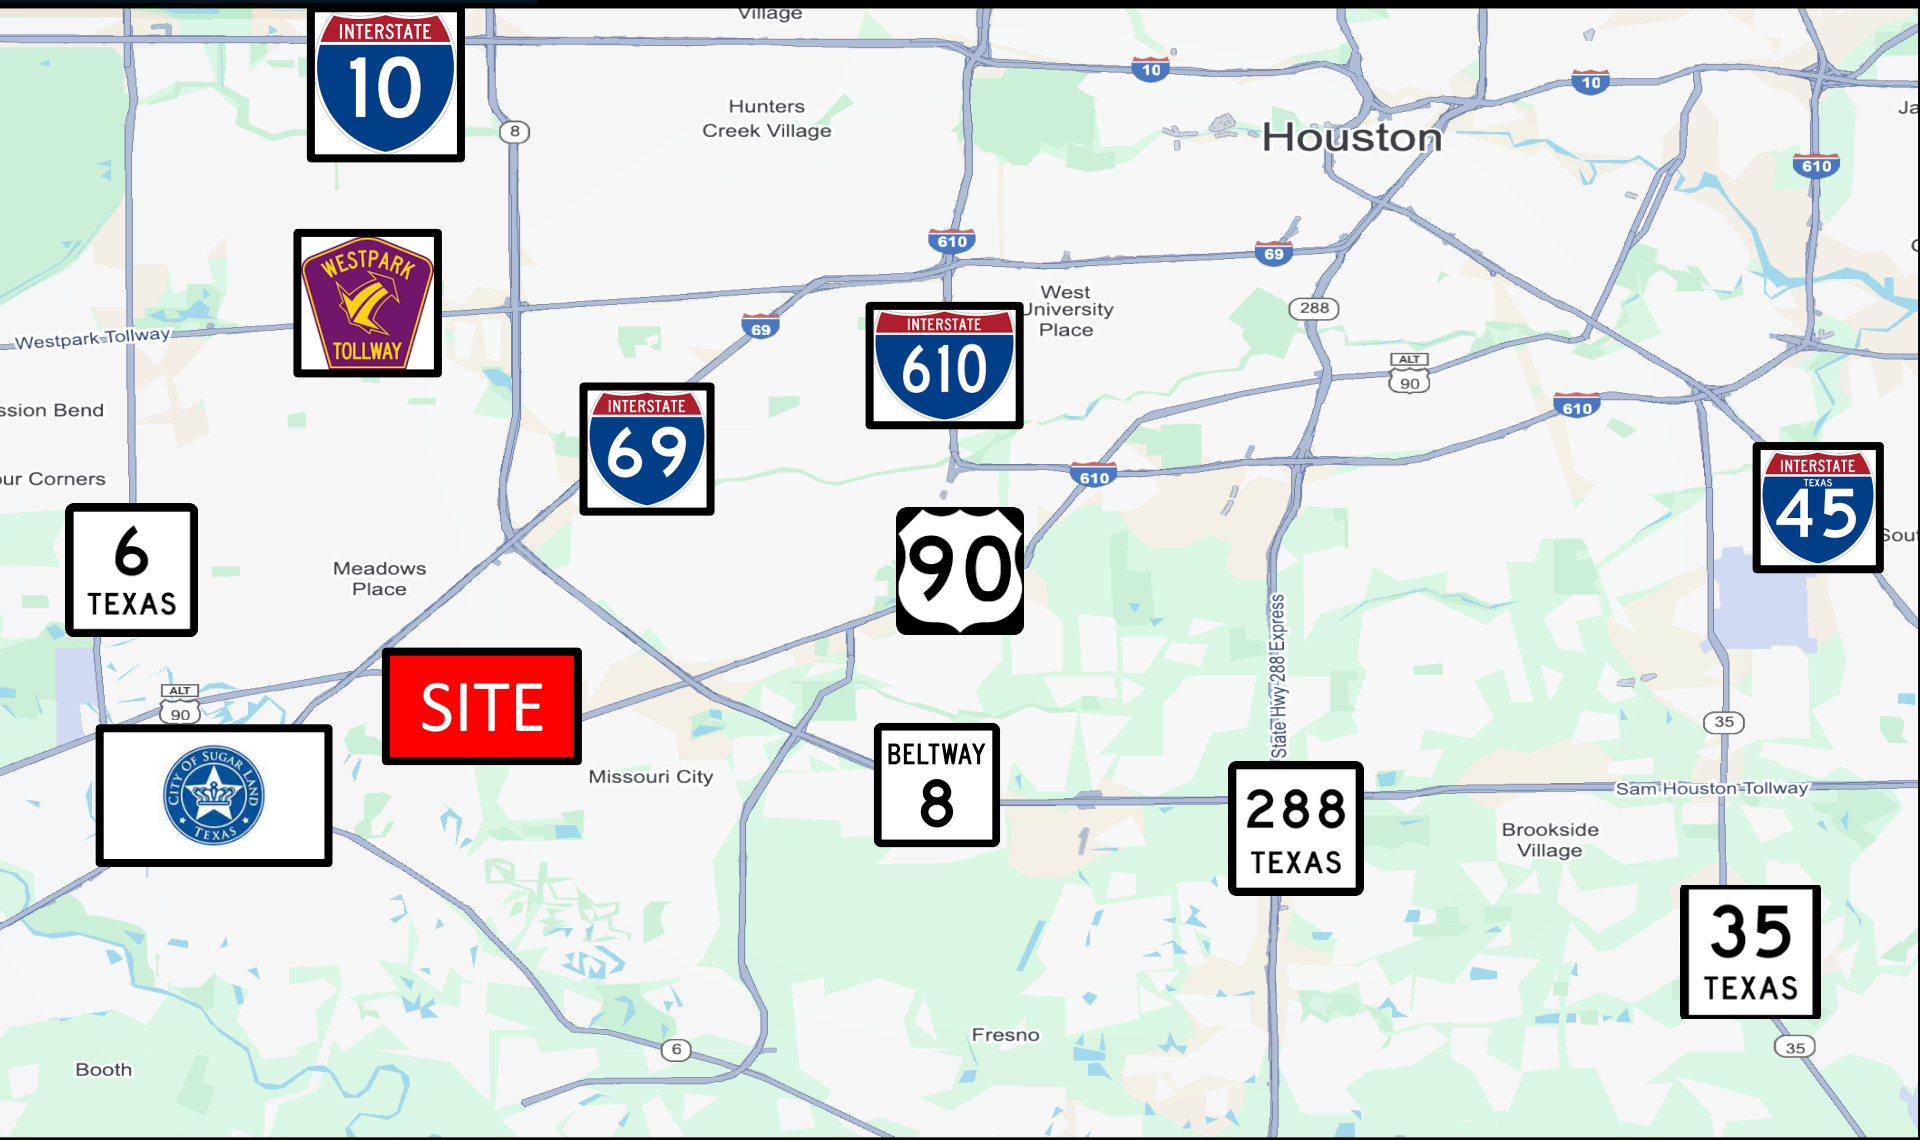 Village
INTERSTATE
10
10
10
Hunters
Creek Village
8
Houston
610
WESTPARK
TOLLWAY
610
69
West
University
Place
288
INTERSTATE
610
69
Westpark Tollway
ALT
90
INTERSTATE
69
ssion Bend
610
our Corners
610
INTERSTATE
TEXAS
45
6
TEXAS
90
Sou
Meadows
Place
State Hwy 288 Express
SITE
ALT
90
35
BELTWAY
8
Missouri City
CITY OF SUGAR LAND
TEXAS
288
TEXAS
Sam Houston Tollway
Brookside
Village
35
TEXAS
Fresno
6
35
Booth